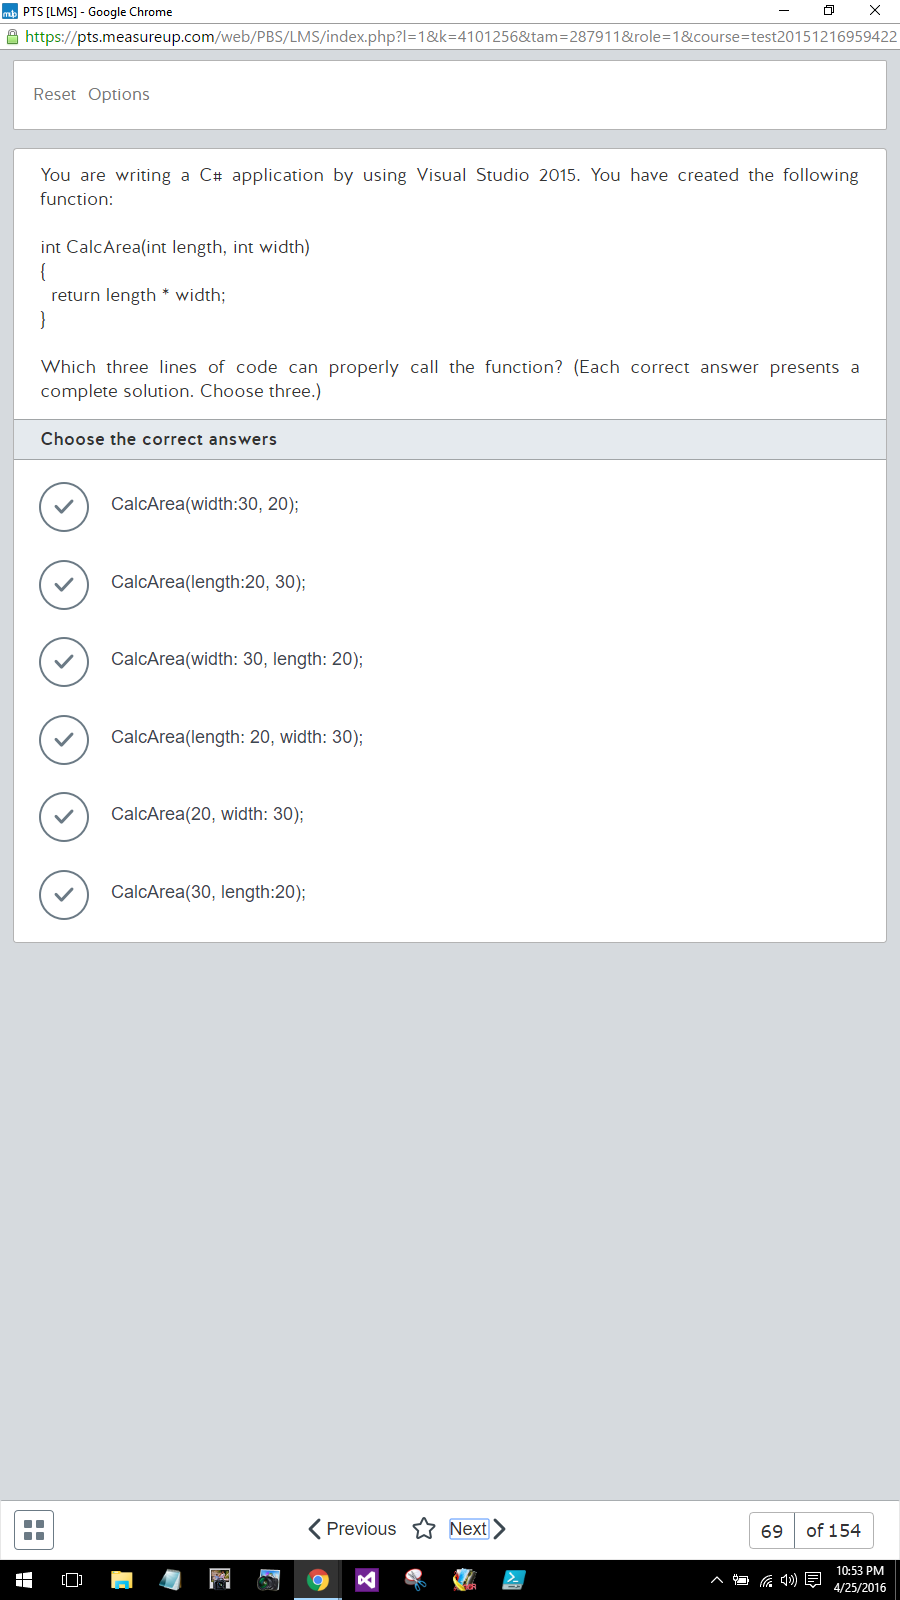 PTS [LMS] - Google Chrome
https://pts.measureup.com/web/PBS/LMS/index.php?l=1&k=4101256&tam=287911&role=1&course=test20151216959422
Reset Options
You are writing a C# application by using Visual Studio 2015. You have created the following
function:
int CalcArea(int length, int width)
{
return length * width;
}
Which three lines of code can properly call the function? (Each correct answer presents a
complete solution. Choose three.)
Choose the correct answers
CalcArea(width:30, 20);
CalcArea(length:20, 30);
CalcArea(width: 30, length: 20);
CalcArea(length: 20, width: 30);
CalcArea(20, width: 30);
CalcArea(30, length:20);
Previous Next 69 of 154
10:53 PM
4/25/2016